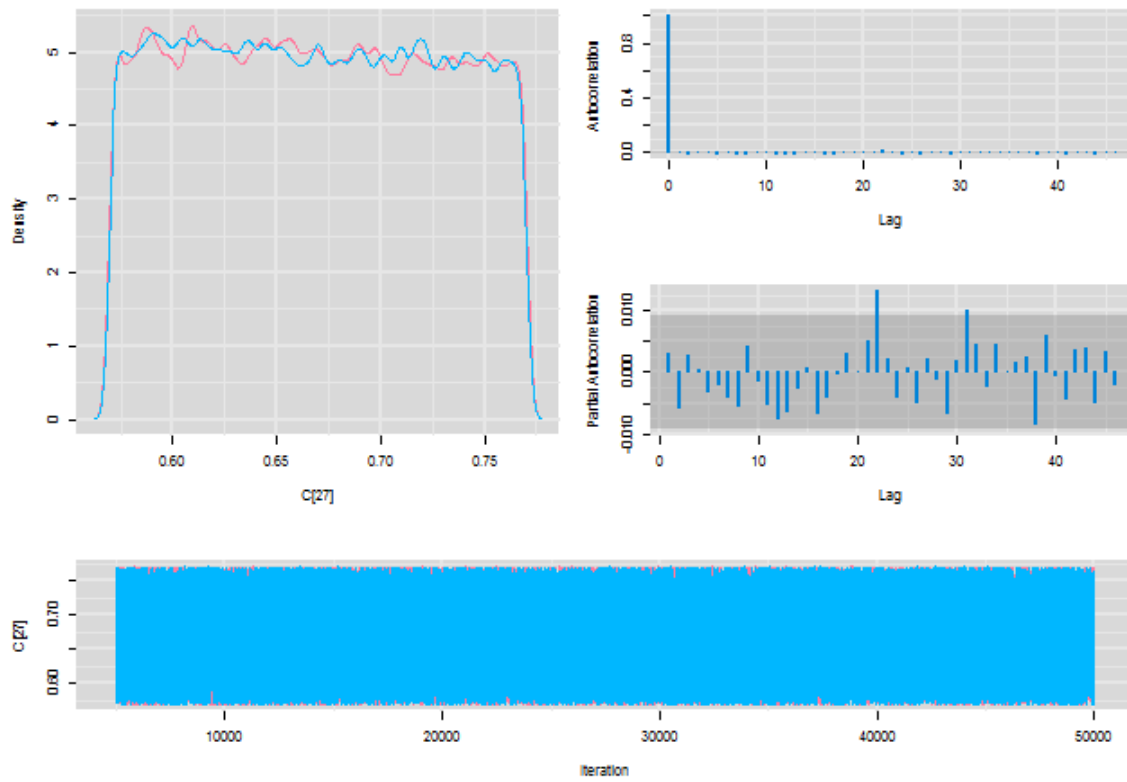 Density
0 1 2 3 4 5
0.60 0.65 0.70 0.75
C[27]
Autocorrelation
0.0 0.4 0.8
0 10 20 30 40
Lag
Partial Autocorrelation
-0.010 0.000 0.010
0 10 20 30 40
Lag
C[27]
0.60 0.70
10000 20000 30000 40000 50000
Iteration